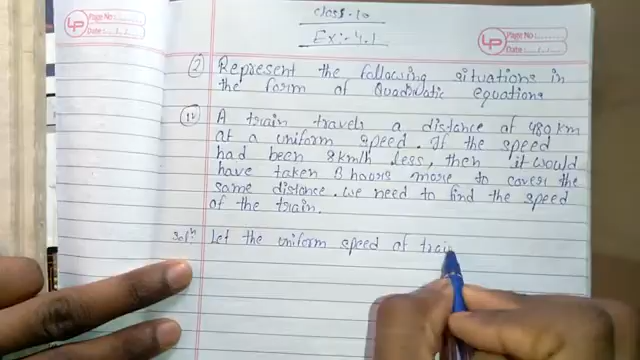 Class-10
Ex:- 4.1
LP Page No: Date:
LP Page No: Date:
2 Represent the following situations in
the form of Quadratic equations
iv A train travels a distance of 480 km
at a uniform speed. If the speed
had been 8km/h less, then it would
have taken 3 hours more to cover the
same distance. We need to find the speed
of the train.
Solⁿ: Let the uniform speed of train